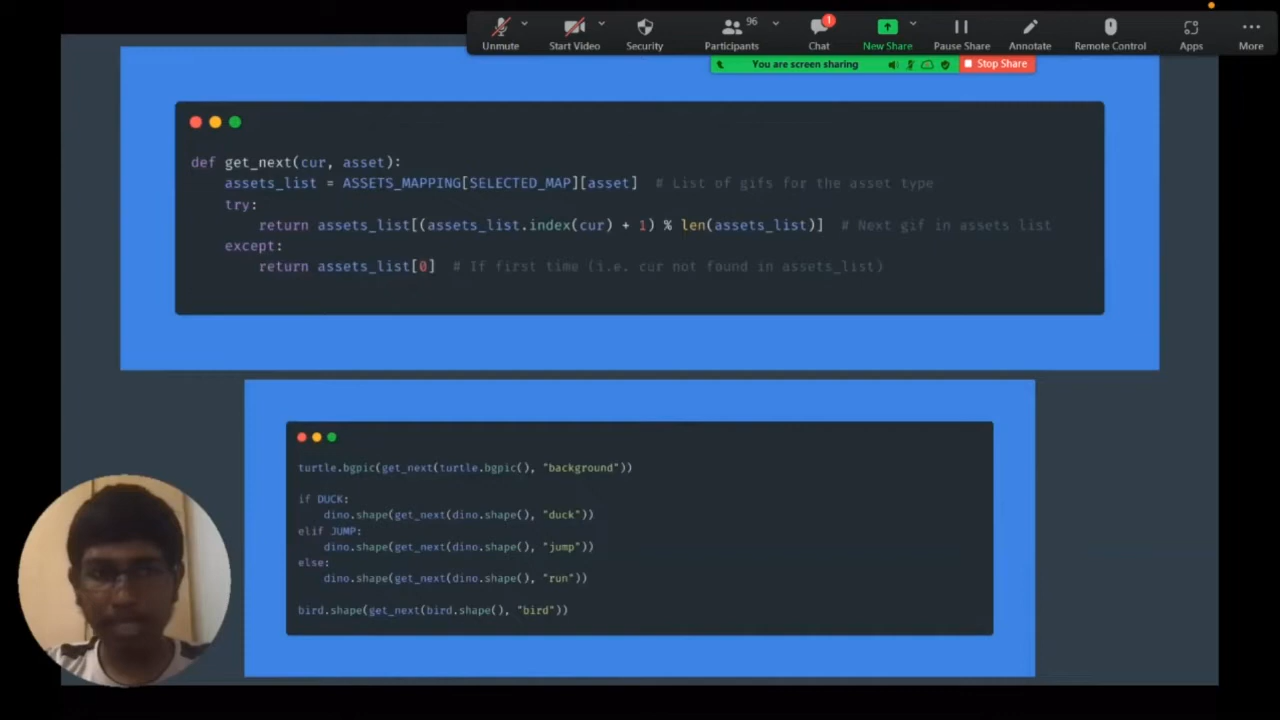 96
1
Unmute
Start Video
Security
Participants
Chat
New Share
Pause Share
Annotate
Remote Control
Apps
More
You are screen sharing
Stop Share
def get_next(cur, asset):
    assets_list = ASSETS_MAPPING[SELECTED_MAP][asset]  # List of gifs for the asset type
    try:
        return assets_list[(assets_list.index(cur) + 1) % len(assets_list)]  # Next gif in assets list
    except:
        return assets_list[0]  # If first time (i.e. cur not found in assets_list)
turtle.bgpic(get_next(turtle.bgpic(), "background"))
if DUCK:
    dino.shape(get_next(dino.shape(), "duck"))
elif JUMP:
    dino.shape(get_next(dino.shape(), "jump"))
else:
    dino.shape(get_next(dino.shape(), "run"))
bird.shape(get_next(bird.shape(), "bird"))